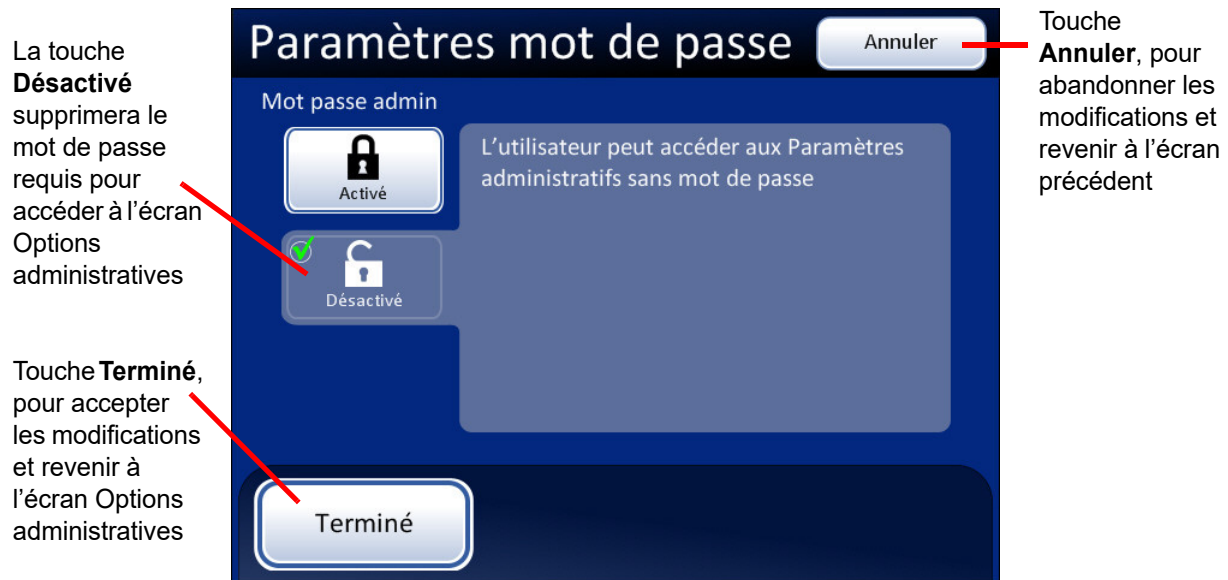 La touche
Désactivé
supprimera le
mot de passe
requis pour
accéder à l'écran
Options
administratives
Touche Terminé,
pour accepter
les modifications
et revenir à
l'écran Options
administratives
Paramètres mot de passe
Annuler
Mot passe admin
Activé
L'utilisateur peut accéder aux Paramètres
administratifs sans mot de passe
Désactivé
Terminé
Touche
Annuler, pour
abandonner les
modifications et
revenir à l'écran
précédent